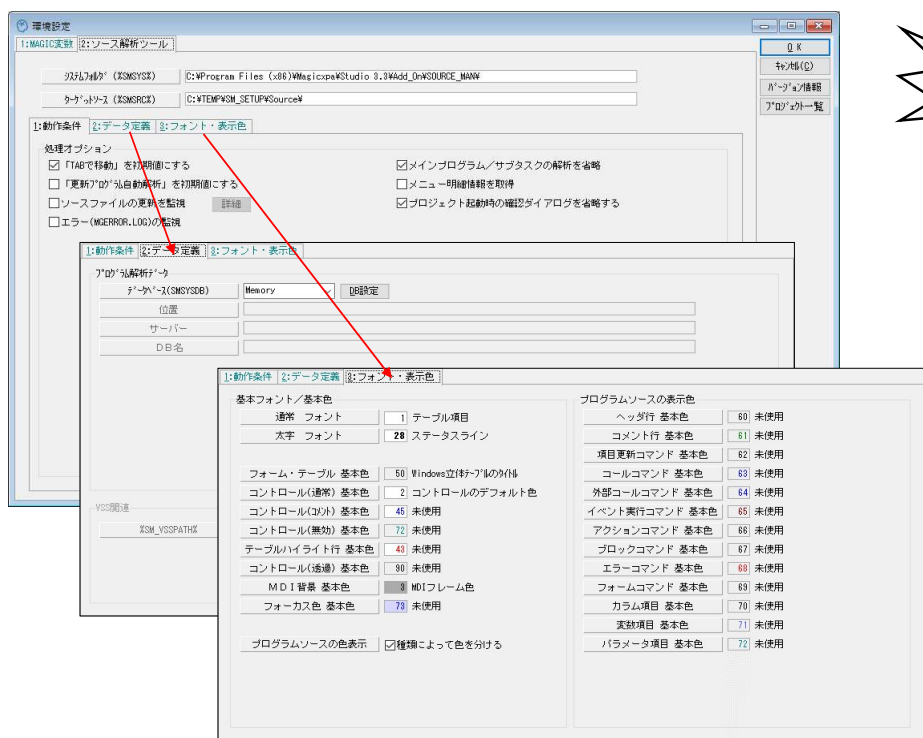 環境設定
1:MAGIC変数 2:ソース解析ツール
OK
キャンセル(C)
バージョン情報
プロジェクト一覧
システムフォルダ (%SMSYS%) C:¥Program Files (x86)¥Magicxpa¥Studio 3.3¥Add_On¥SOURCE_MAN¥
ターゲットソース (%SMSRC%) C:¥TEMP¥SM_SETUP¥Source¥
1:動作条件 2:データ定義 3:フォント・表示色
処理オプション
「TABで移動」を初期値にする
「更新プログラム自動解析」を初期値にする
ソースファイルの更新を監視 詳細
エラー(MGERROR.LOG)の監視
メインプログラム/サブタスクの解析を省略
メニュー明細情報を取得
プロジェクト起動時の確認ダイアログを省略する
1:動作条件 2:データ定義 3:フォント・表示色
プログラム解析データ
データベース(SMSYSDB) Memory DB設定
位置
サーバー
DB名
VSS関連
%SM_VSSPATH%
1:動作条件 2:データ定義 3:フォント・表示色
基本フォント/基本色
通常 フォント 1 テーブル項目
太字 フォント 28 ステータスライン
フォーム・テーブル 基本色 50 Windows立体テーブルのタイトル
コントロール(通常) 基本色 2 コントロールのデフォルト色
コントロール(コメント) 基本色 45 未使用
コントロール(無効) 基本色 72 未使用
テーブルハイライト行 基本色 43 未使用
コントロール(透過) 基本色 90 未使用
MDI背景 基本色 3 MDIフレーム色
フォーカス色 基本色 73 未使用
プログラムソースの色表示 種類によって色を分ける
プログラムソースの表示色
ヘッダ行 基本色 60 未使用
コメント行 基本色 61 未使用
項目更新コマンド 基本色 62 未使用
コールコマンド 基本色 63 未使用
外部コールコマンド 基本色 64 未使用
イベント実行コマンド 基本色 65 未使用
アクションコマンド 基本色 66 未使用
ブロックコマンド 基本色 67 未使用
エラーコマンド 基本色 68 未使用
フォームコマンド 基本色 69 未使用
カラム項目 基本色 70 未使用
変数項目 基本色 71 未使用
パラメータ項目 基本色 72 未使用